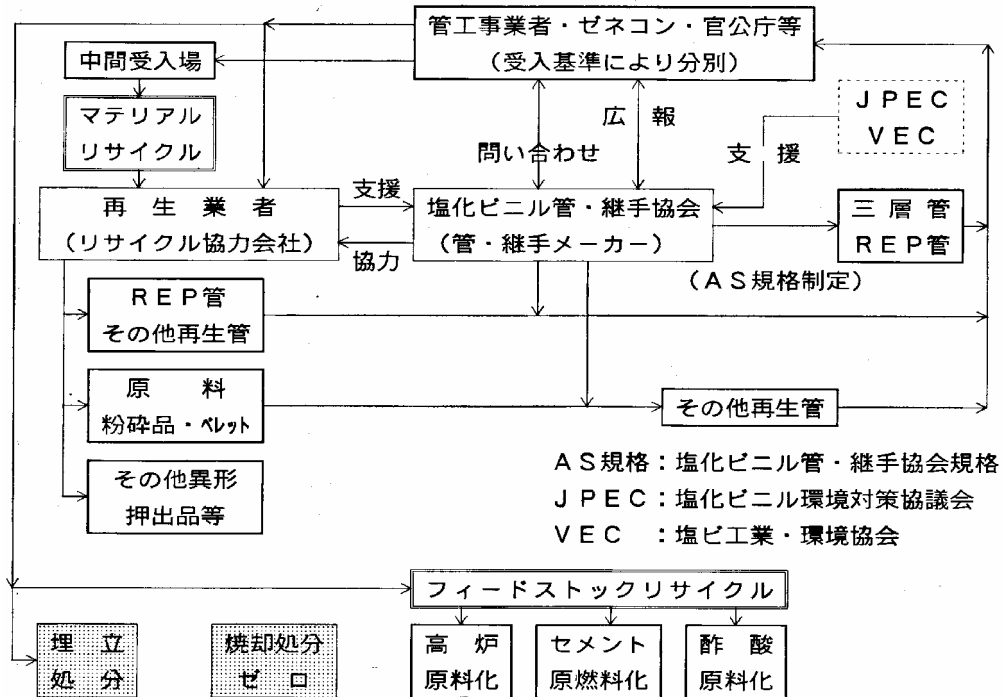 管工事業者・ゼネコン・官公庁等
(受入基準により分別)
中間受入場
マテリアル
リサイクル
広 報
問い合わせ
JPEC
VEC
支 援
再 生 業 者
(リサイクル協力会社)
支援
協力
塩化ビニル管・継手協会
(管・継手メーカー)
三層管
REP管
(AS規格制定)
REP管
その他再生管
原 料
粉砕品・ペレット
その他再生管
その他異形
押出品等
AS規格:塩化ビニル管・継手協会規格
JPEC:塩化ビニル環境対策協議会
VEC :塩ビ工業・環境協会
フィードストックリサイクル
埋 立
処 分
焼却処分
ゼ ロ
高 炉
原料化
セメント
原燃料化
酢 酸
原料化